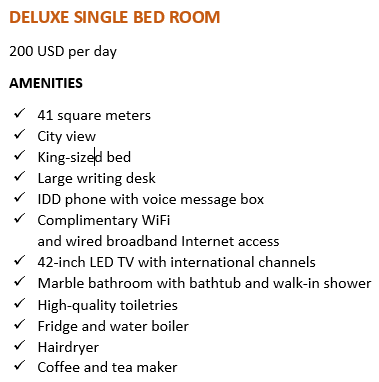 DELUXE SINGLE BED ROOM
200 USD per day
AMENITIES
✓ 41 square meters
✓ City view
✓ King-sized bed
✓ Large writing desk
✓ IDD phone with voice message box
✓ Complimentary WiFi
and wired broadband Internet access
✓ 42-inch LED TV with international channels
✓ Marble bathroom with bathtub and walk-in shower
✓ High-quality toiletries
✓ Fridge and water boiler
✓ Hairdryer
✓ Coffee and tea maker